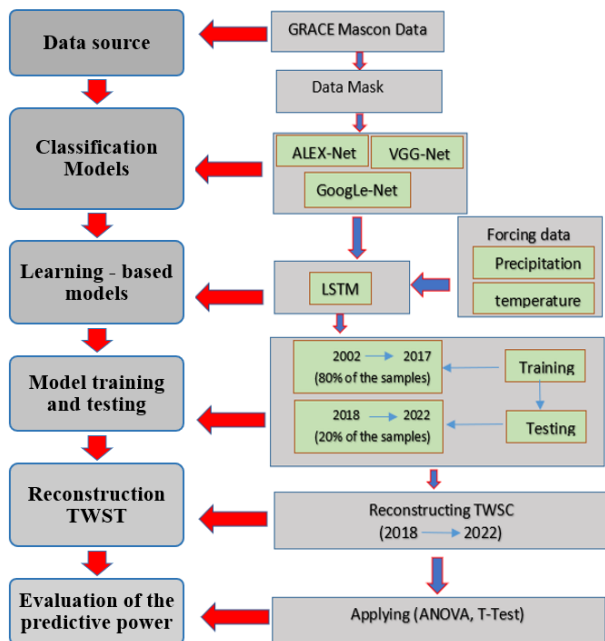 Data source
GRACE Mascon Data
Data Mask
Classification
Models
ALEX-Net
VGG-Net
GoogLe-Net
Forcing data
Precipitation
temperature
Learning - based
models
LSTM
Model training
and testing
2002 2017
(80% of the samples)
Training
2018 2022
(20% of the samples)
Testing
Reconstruction
TWST
Reconstructing TWSC
(2018 2022)
Evaluation of the
predictive power
Applying (ANOVA, T-Test)